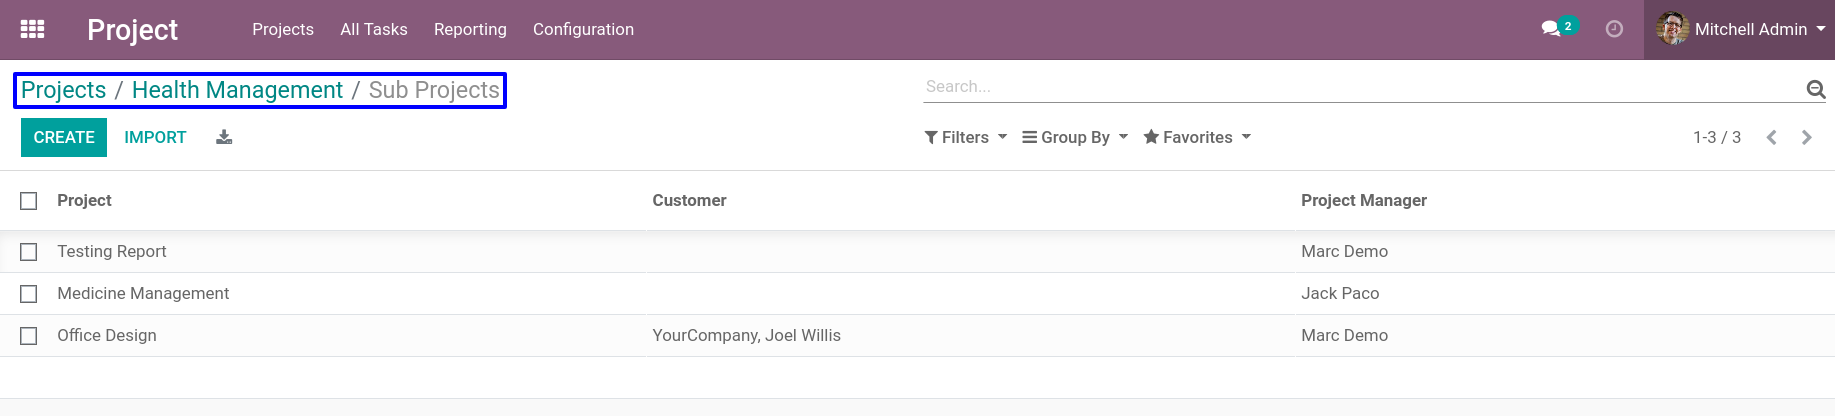 Project Projects All Tasks Reporting Configuration 2 Mitchell Admin
Projects / Health Management / Sub Projects Search...
CREATE IMPORT Filters Group By Favorites 1-3 / 3
Project Customer Project Manager
Testing Report Marc Demo
Medicine Management Jack Paco
Office Design YourCompany, Joel Willis Marc Demo